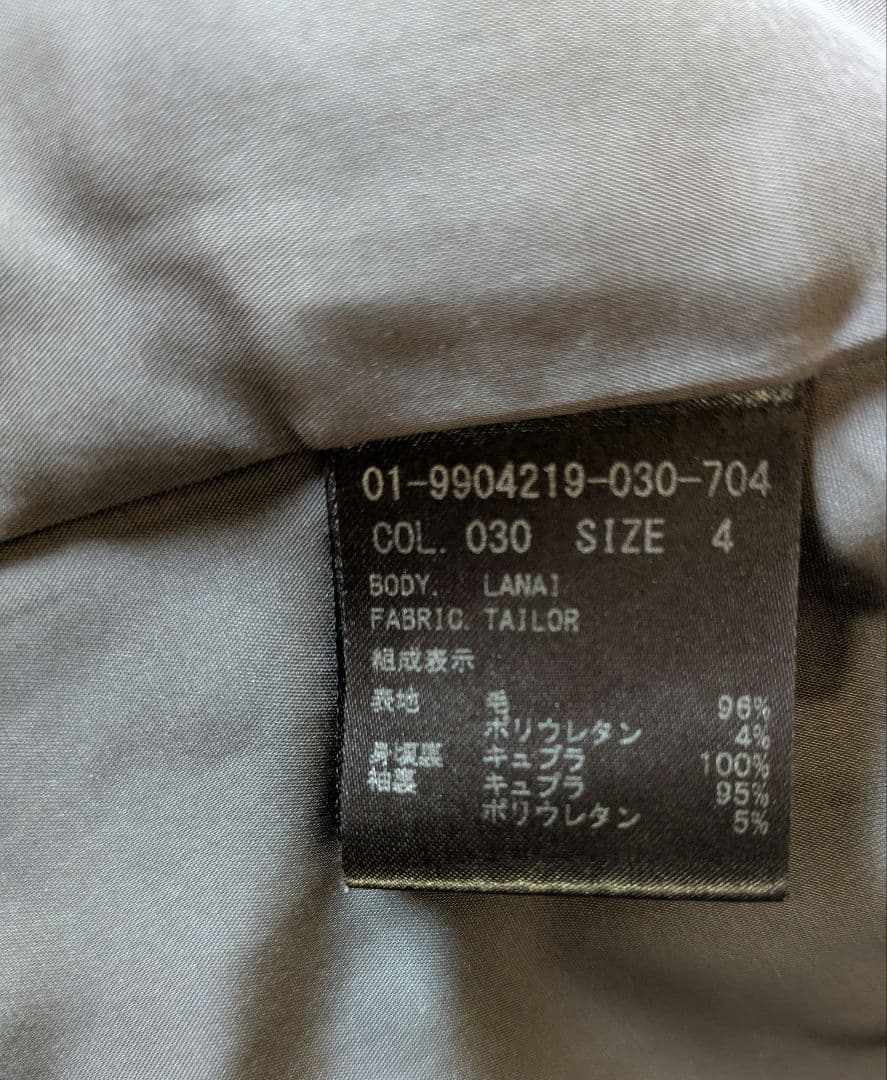 01-9904219-030-704
COL. 030 SIZE 4
BODY. LANAI
FABRIC. TAILOR
組成表示
表地 毛 96%
ポリウレタン 4%
身頃裏 キュプラ 100%
袖裏 キュプラ 95%
ポリウレタン 5%